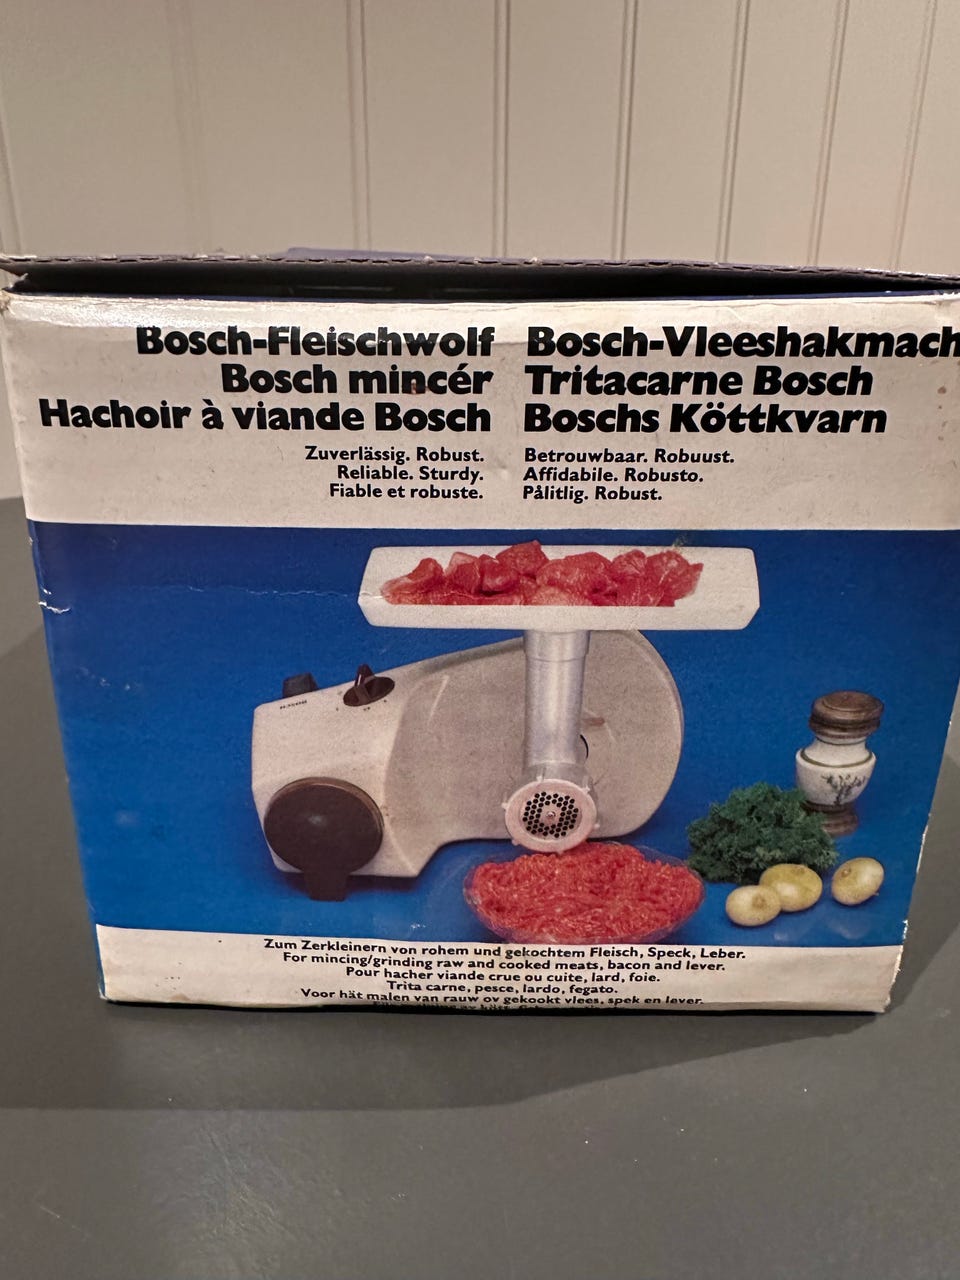 Bosch-Fleischwolf
Bosch mincér
Hachoir à viande Bosch
Zuverlässig. Robust.
Reliable. Sturdy.
Fiable et robuste.
Bosch-Vleeshakmach
Tritacarne Bosch
Boschs Köttkvarn
Betrouwbaar. Robuust.
Affidabile. Robusto.
Pålitlig. Robust.
BOSCH
Zum Zerkleinern von rohem und gekochtem Fleisch, Speck, Leber.
For mincing/grinding raw and cooked meats, bacon and lever.
Pour hacher viande crue ou cuite, lard, foie.
Trita carne, pesce, lardo, fegato.
Voor hät malen van rauw ov gekookt vlees, spek en lever.